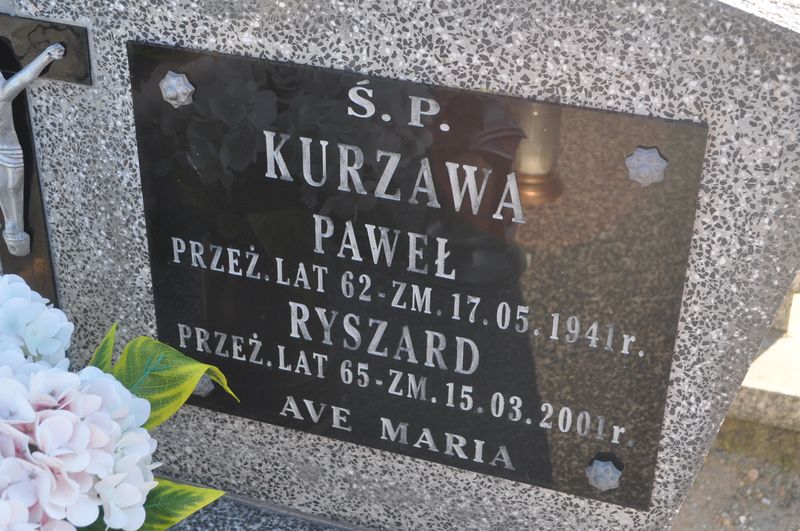 Ś. P.
KURZAWA
PAWEŁ
PRZEŻ. LAT 62 - ZM. 17.05.1941r.
RYSZARD
PRZEŻ. LAT 65 - ZM. 15.03.2001r.
AVE MARIA